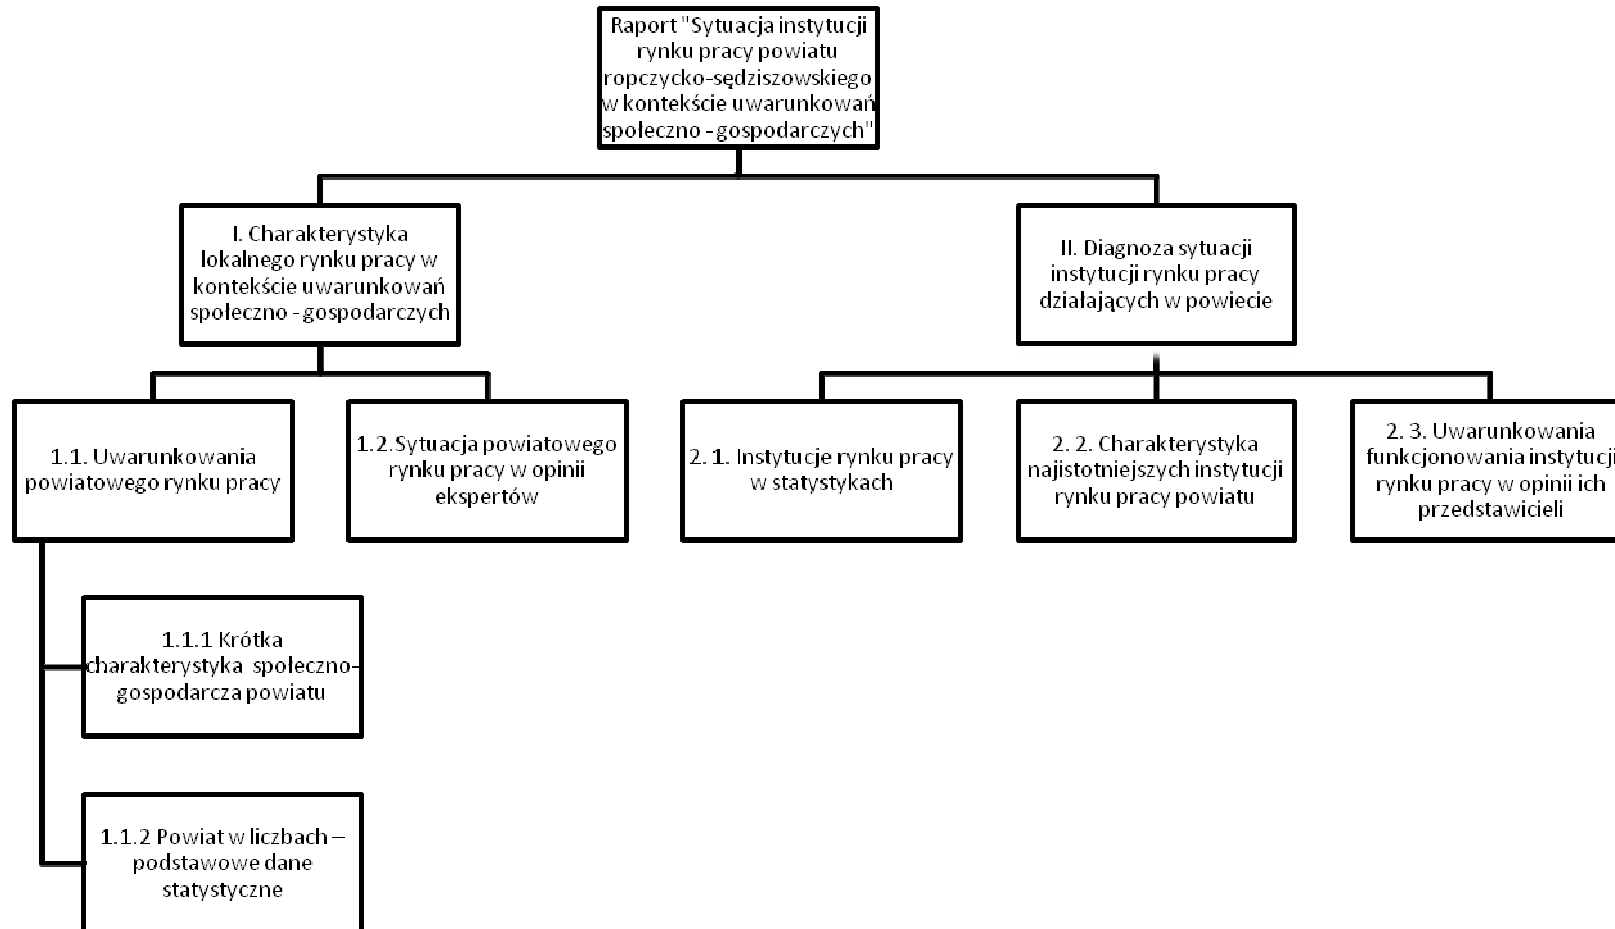 Raport "Sytuacja instytucji
rynku pracy powiatu
ropczycko-sędziszowskiego
w kontekście uwarunkowań
społeczno - gospodarczych"
I. Charakterystyka
lokalnego rynku pracy w
kontekście uwarunkowań
społeczno - gospodarczych
II. Diagnoza sytuacji
instytucji rynku pracy
działających w powiecie
1.1. Uwarunkowania
powiatowego rynku pracy
1.2.Sytuacja powiatowego
rynku pracy w opinii
ekspertów
2. 1. Instytucje rynku pracy
w statystykach
2. 2. Charakterystyka
najistotniejszych instytucji
rynku pracy powiatu
2. 3. Uwarunkowania
funkcjonowania instytucji
rynku pracy w opinii ich
przedstawicieli
1.1.1 Krótka
charakterystyka społeczno-
gospodarcza powiatu
1.1.2 Powiat w liczbach –
podstawowe dane
statystyczne